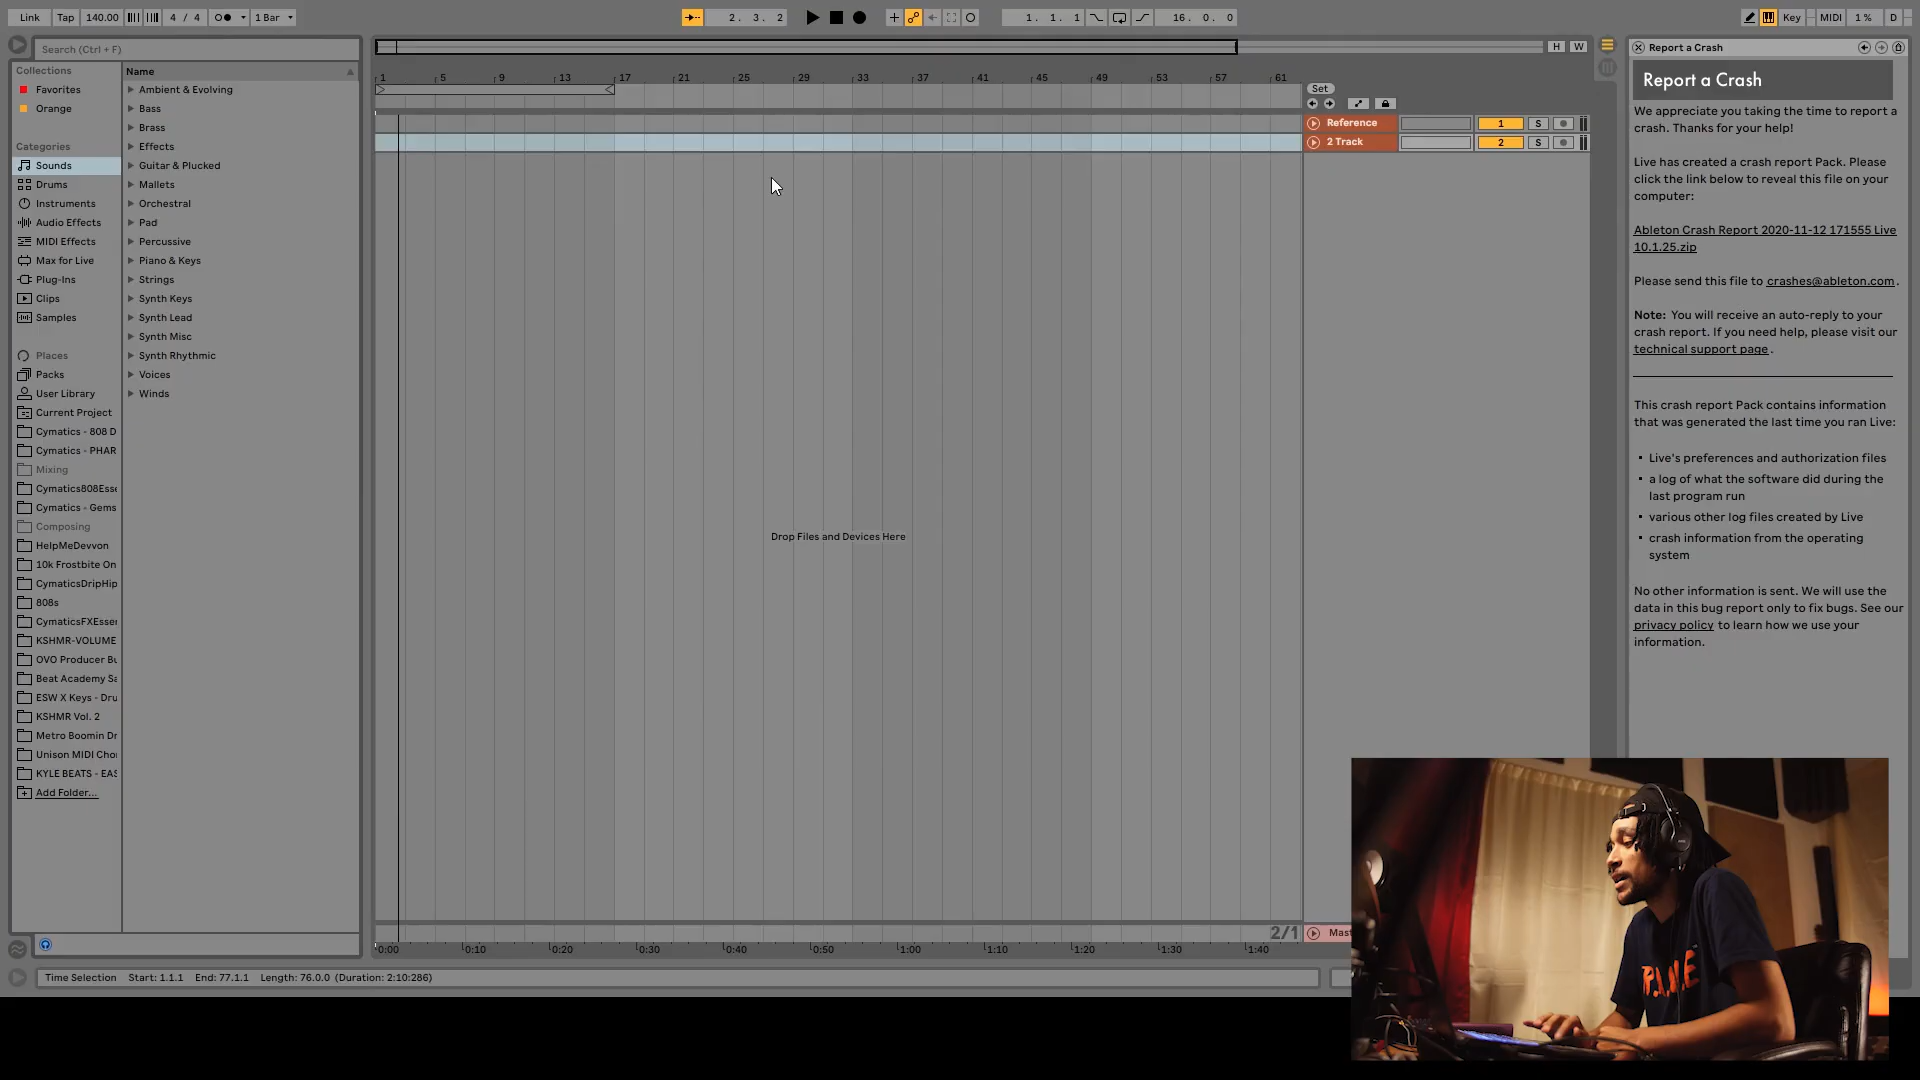 Link Tap 140.00 4 / 4 1 Bar 2. 3. 2 1. 1. 1 16. 0. 0 Key MIDI 1 % D
Search (Ctrl + F)
H W
Report a Crash
Collections
Favorites
Orange
Categories
Sounds
Drums
Instruments
Audio Effects
MIDI Effects
Max for Live
Plug-Ins
Clips
Samples
Places
Packs
User Library
Current Project
Cymatics - 808 D
Cymatics - PHAR
Mixing
Cymatics808Esse
Cymatics - Gems
Composing
HelpMeDevvon
10k Frostbite On
CymaticsDripHip
808s
CymaticsFXEsser
KSHMR-VOLUME
OVO Producer Bu
Beat Academy Sa
ESW X Keys - Dru
KSHMR Vol. 2
Metro Boomin Dr
Unison MIDI Cho
KYLE BEATS - EAS
Add Folder...
Name
Ambient & Evolving
Bass
Brass
Effects
Guitar & Plucked
Mallets
Orchestral
Pad
Percussive
Piano & Keys
Strings
Synth Keys
Synth Lead
Synth Misc
Synth Rhythmic
Voices
Winds
1 5 9 13 17 21 25 29 33 37 41 45 49 53 57 61
Set
Reference 1 S
2 Track 2 S
Drop Files and Devices Here
2/1 Mast
0:00 0:10 0:20 0:30 0:40 0:50 1:00 1:10 1:20 1:30 1:40
Time Selection Start: 1.1.1 End: 77.1.1 Length: 76.0.0 (Duration: 2:10:286)
Report a Crash
We appreciate you taking the time to report a
crash. Thanks for your help!
Live has created a crash report Pack. Please
click the link below to reveal this file on your
computer:
Ableton Crash Report 2020-11-12 171555 Live
10.1.25.zip
Please send this file to crashes@ableton.com .
Note: You will receive an auto-reply to your
crash report. If you need help, please visit our
technical support page .
This crash report Pack contains information
that was generated the last time you ran Live:
▪ Live's preferences and authorization files
▪ a log of what the software did during the
last program run
▪ various other log files created by Live
▪ crash information from the operating
system
No other information is sent. We will use the
data in this bug report only to fix bugs. See our
privacy policy to learn how we use your
information.